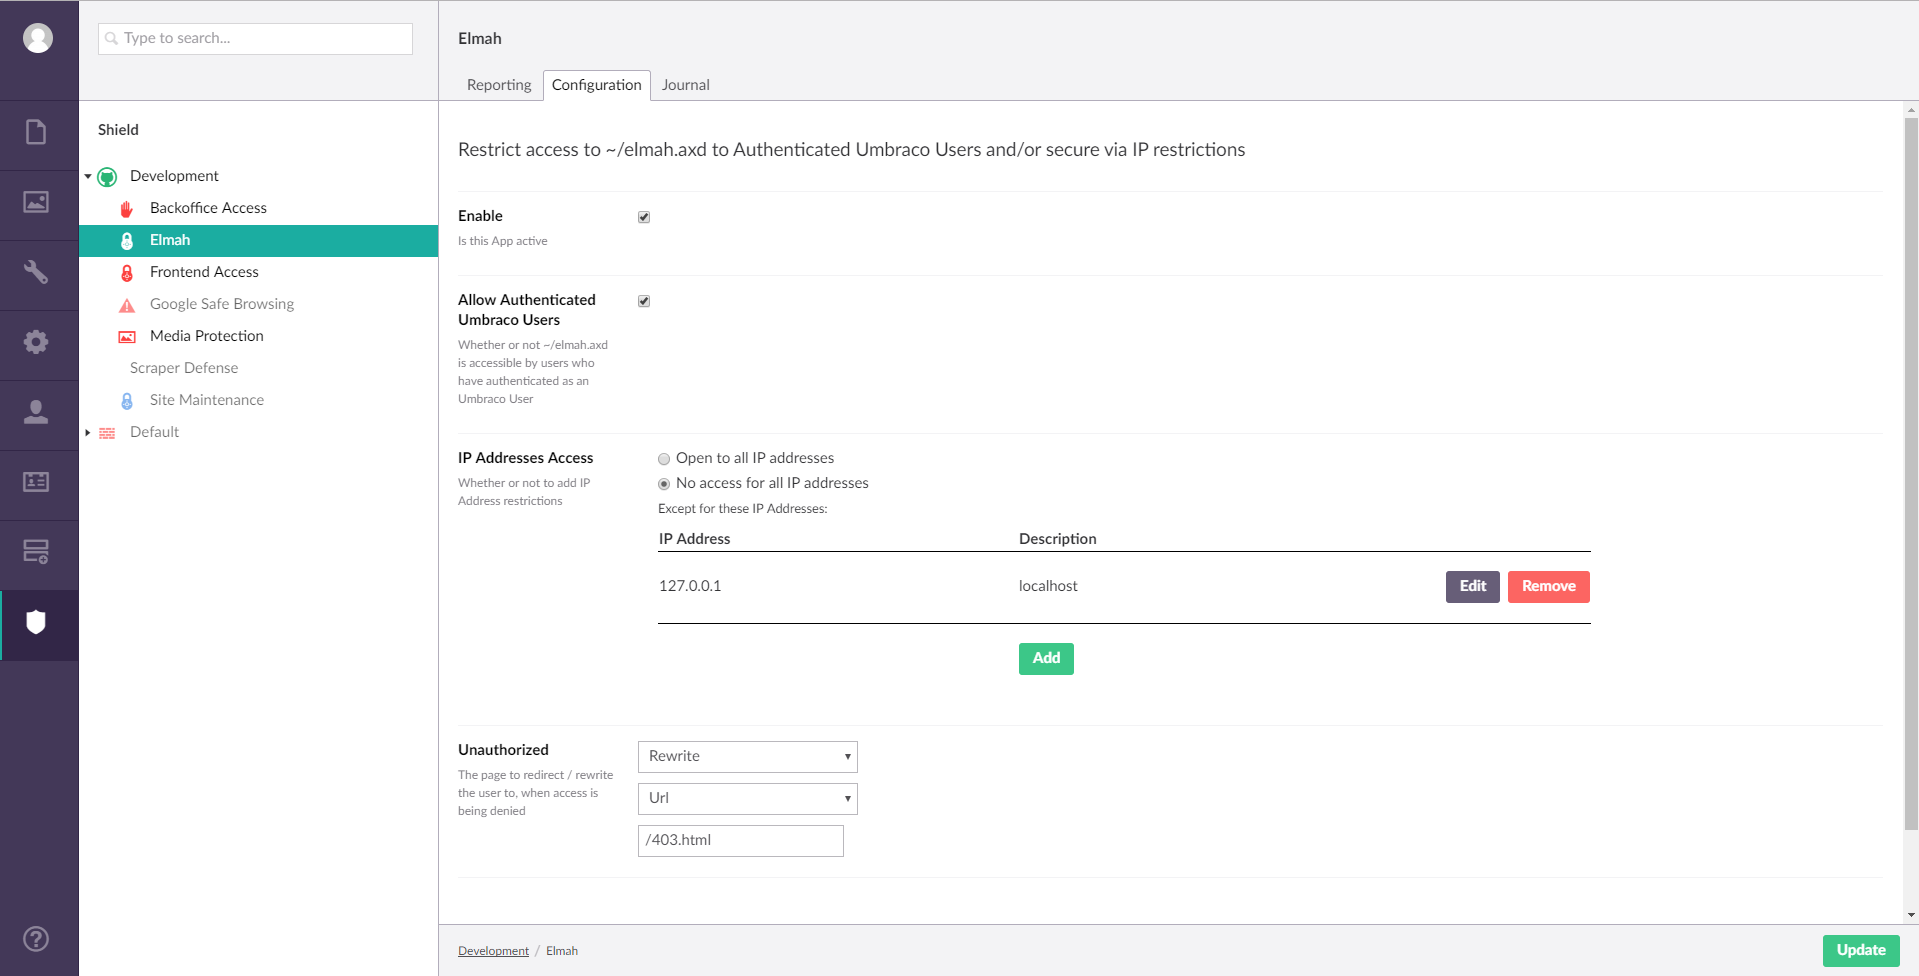 Type to search...
Shield
Development
Backoffice Access
Elmah
Frontend Access
Google Safe Browsing
Media Protection
Scraper Defense
Site Maintenance
Default
Elmah
Reporting Configuration Journal
Restrict access to ~/elmah.axd to Authenticated Umbraco Users and/or secure via IP restrictions
Enable
Is this App active
Allow Authenticated
Umbraco Users
Whether or not ~/elmah.axd
is accessible by users who
have authenticated as an
Umbraco User
IP Addresses Access
Whether or not to add IP
Address restrictions
Open to all IP addresses
No access for all IP addresses
Except for these IP Addresses:
IP Address Description
127.0.0.1 localhost Edit Remove
Add
Unauthorized
The page to redirect / rewrite
the user to, when access is
being denied
Rewrite
Url
/403.html
Development / Elmah
Update